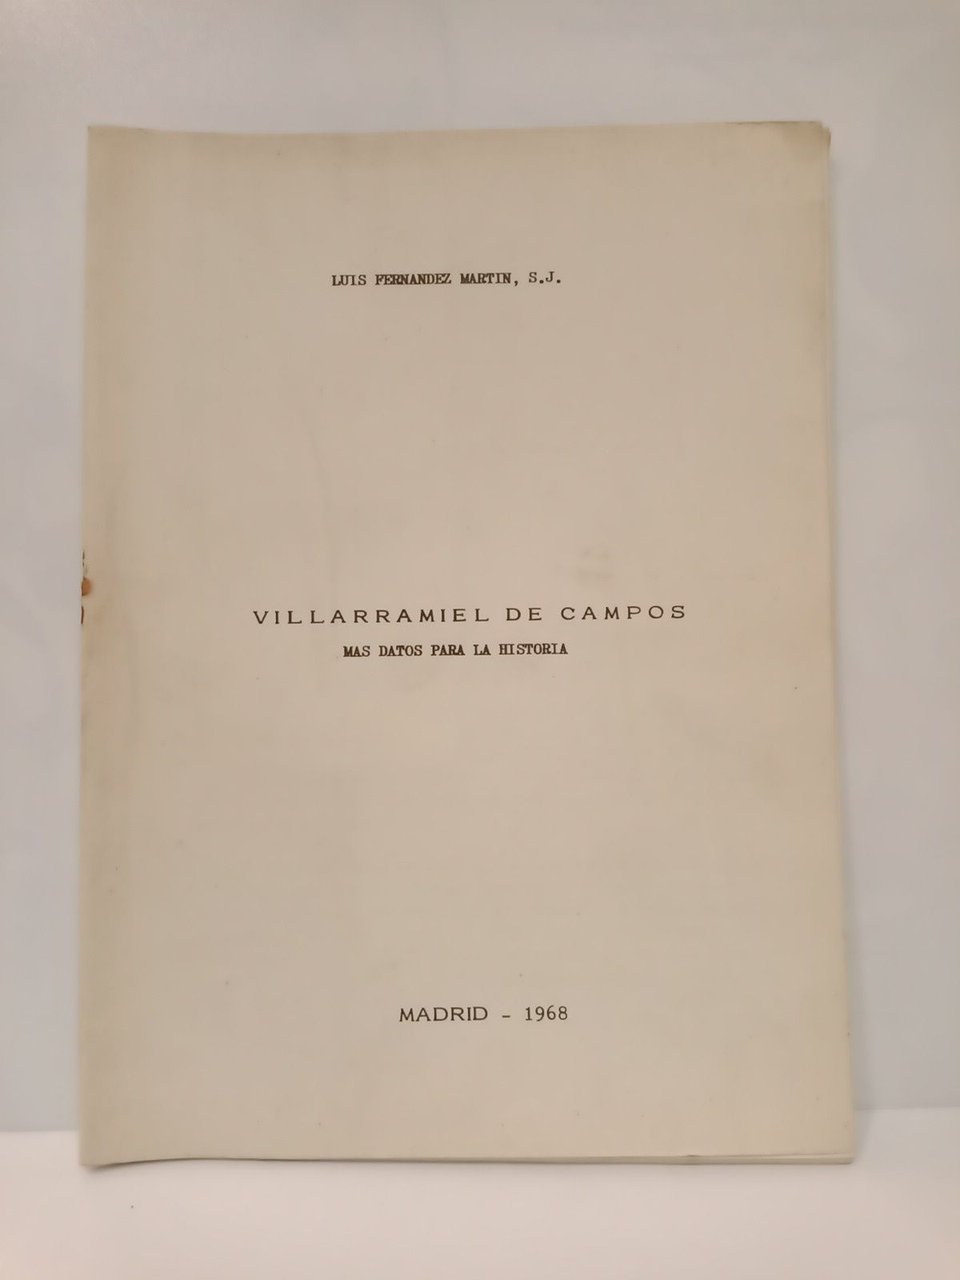 LUIS FERNANDEZ MARTIN, S.J.
VILLARRAMIEL DE CAMPOS
MAS DATOS PARA LA HISTORIA
MADRID - 1968